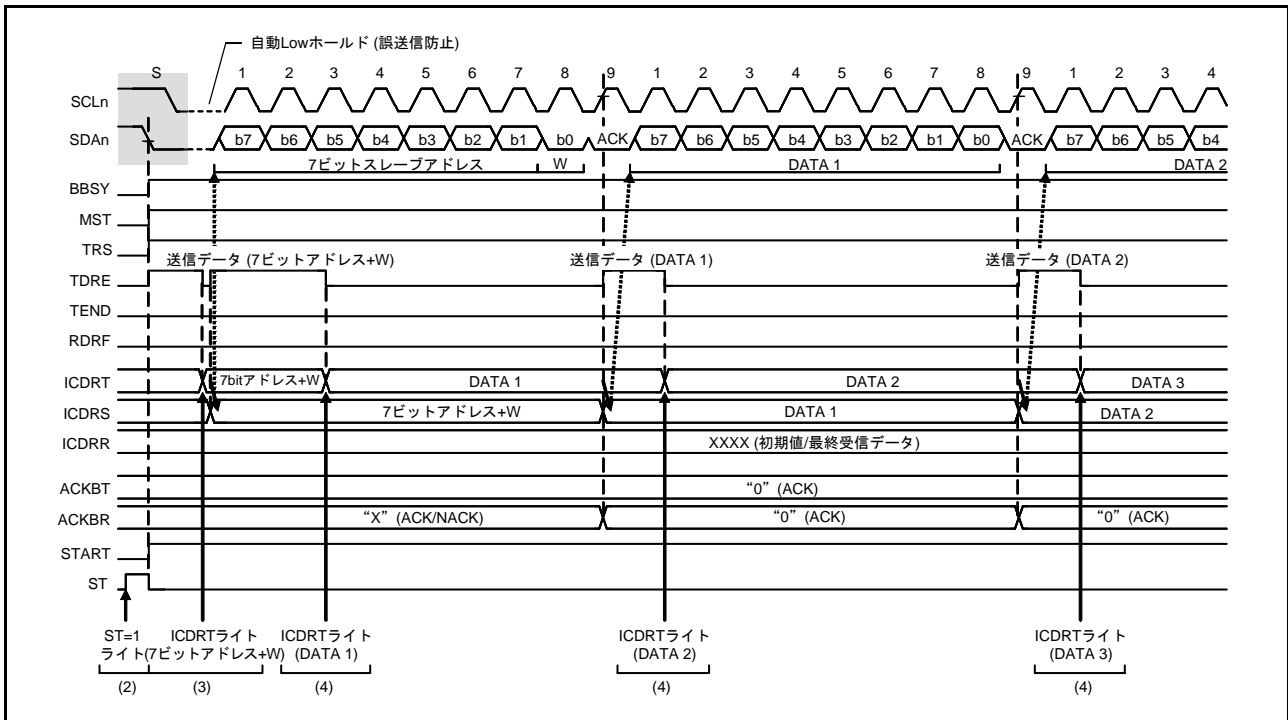 自動Lowホールド (誤送信防止)
S 1 2 3 4 5 6 7 8 9 1 2 3 4 5 6 7 8 9 1 2 3 4
SCLn
SDAn b7 b6 b5 b4 b3 b2 b1 b0 ACK b7 b6 b5 b4 b3 b2 b1 b0 ACK b7 b6 b5 b4
7ビットスレーブアドレス W DATA 1 DATA 2
BBSY
MST
TRS
送信データ (7ビットアドレス+W) 送信データ (DATA 1) 送信データ (DATA 2)
TDRE
TEND
RDRF
ICDRT 7bitアドレス+W DATA 1 DATA 2 DATA 3
ICDRS 7ビットアドレス+W DATA 1 DATA 2
ICDRR XXXX (初期値/最終受信データ)
ACKBT “0” (ACK)
ACKBR “X” (ACK/NACK) “0” (ACK) “0” (ACK)
START
ST
ST=1 ICDRTライト ICDRTライト ICDRTライト ICDRTライト
ライト (7ビットアドレス+W) (DATA 1) (DATA 2) (DATA 3)
(2) (3) (4) (4) (4)